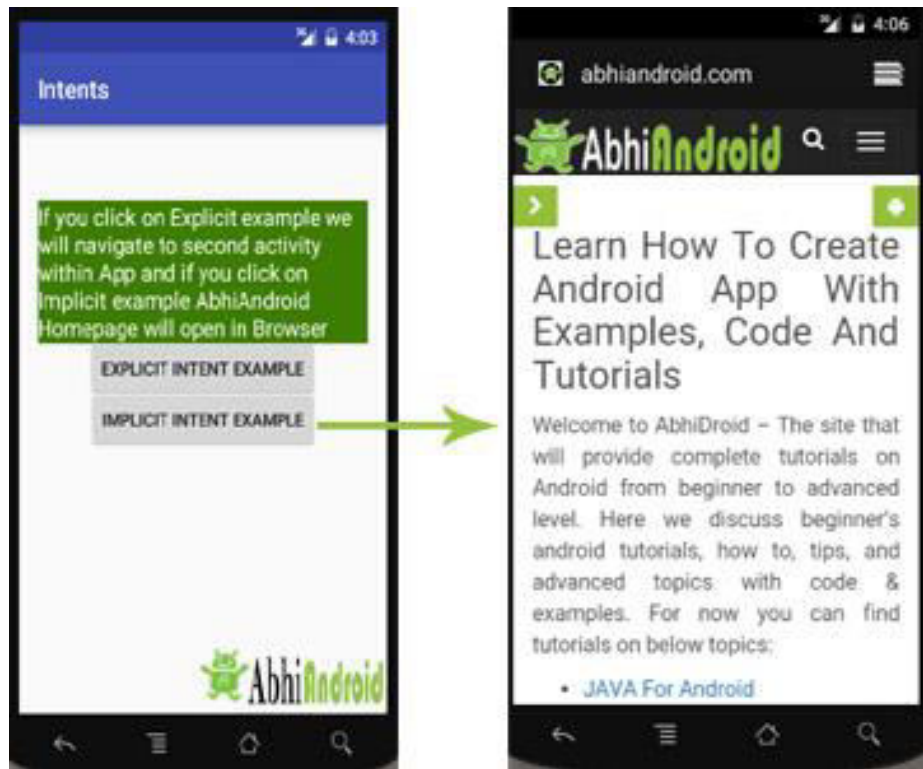 4:03
Intents
If you click on Explicit example we
will navigate to second activity
within App and if you click on
Implicit example AbhiAndroid
Homepage will open in Browser
EXPLICIT INTENT EXAMPLE
IMPLICIT INTENT EXAMPLE
AbhiAndroid
4:06
abhiandroid.com
AbhiAndroid
Learn How To Create
Android App With
Examples, Code And
Tutorials
Welcome to AbhiDroid – The site that
will provide complete tutorials on
Android from beginner to advanced
level. Here we discuss beginner's
android tutorials, how to, tips, and
advanced topics with code &
examples. For now you can find
tutorials on below topics:
• JAVA For Android